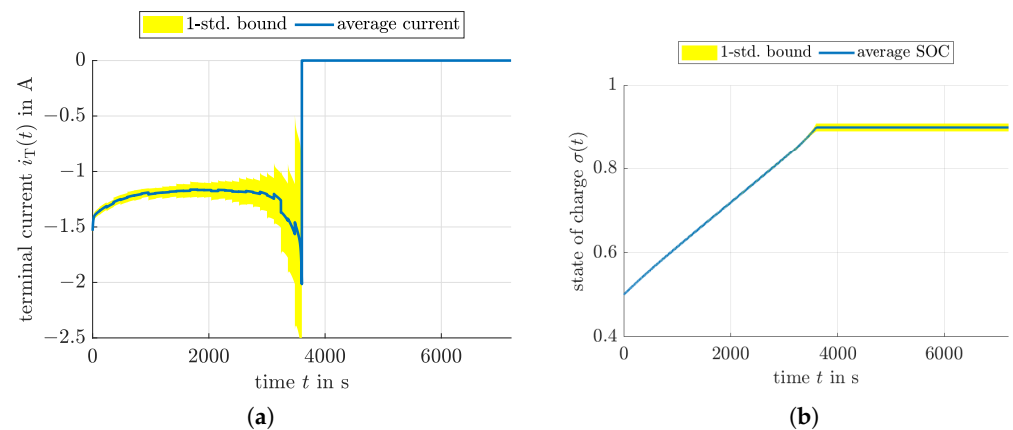 1-std. bound average current
0
−0.5
−1
−1.5
−2
−2.5
terminal current i_T(t) in A
0 2000 4000 6000
time t in s
(a)
1-std. bound average SOC
1
0.8
0.6
0.4
state of charge σ(t)
0 2000 4000 6000
time t in s
(b)